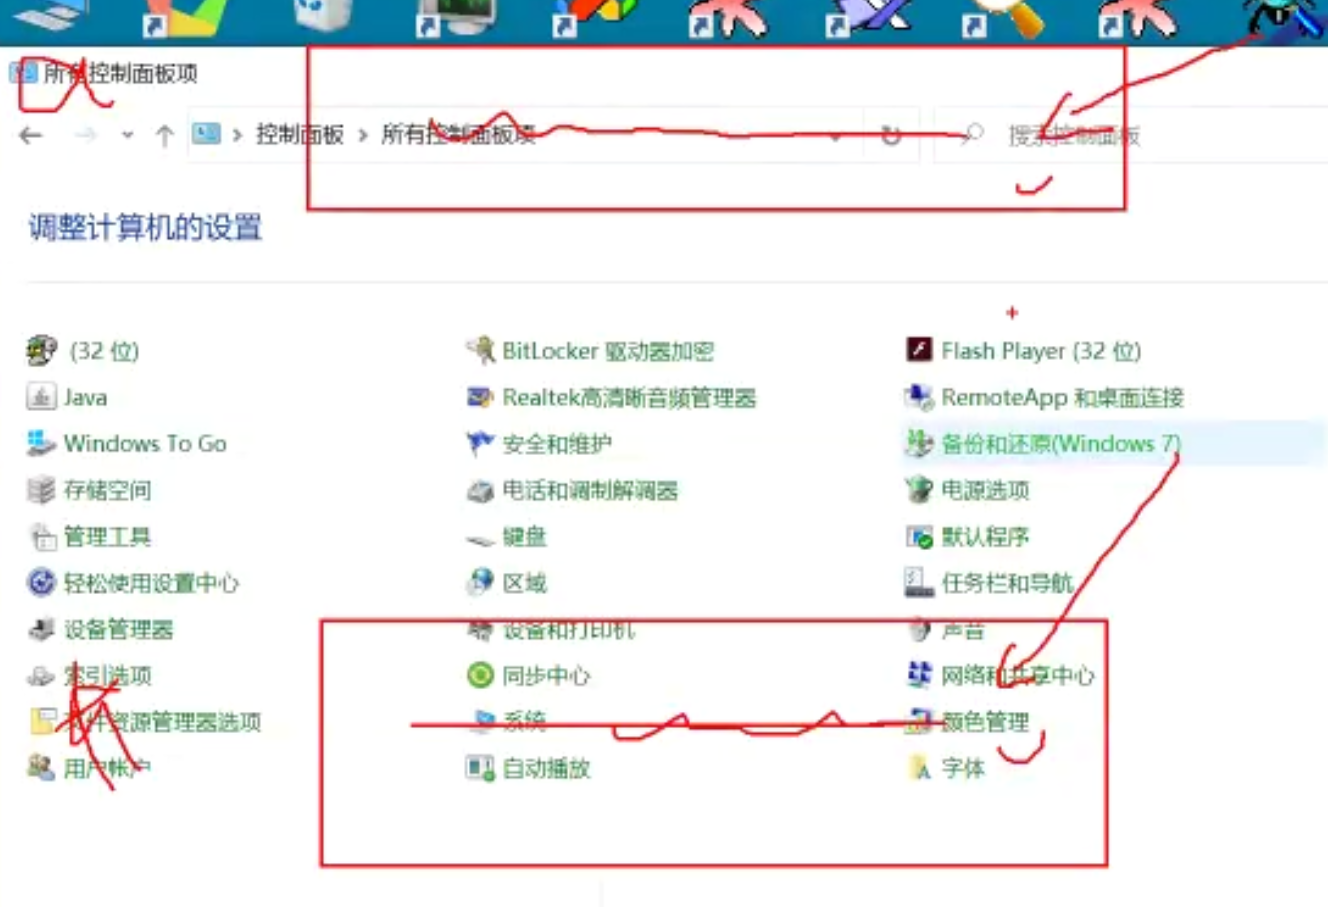 所有控制面板项
控制面板 > 所有控制面板项
搜索控制面板
调整计算机的设置
(32 位)
BitLocker 驱动器加密
Flash Player (32 位)
Java
Realtek高清晰音频管理器
RemoteApp 和桌面连接
Windows To Go
安全和维护
备份和还原(Windows 7)
存储空间
电话和调制解调器
电源选项
管理工具
键盘
默认程序
轻松使用设置中心
区域
任务栏和导航
设备管理器
设备和打印机
声音
索引选项
同步中心
网络和共享中心
文件资源管理器选项
系统
颜色管理
用户帐户
自动播放
字体